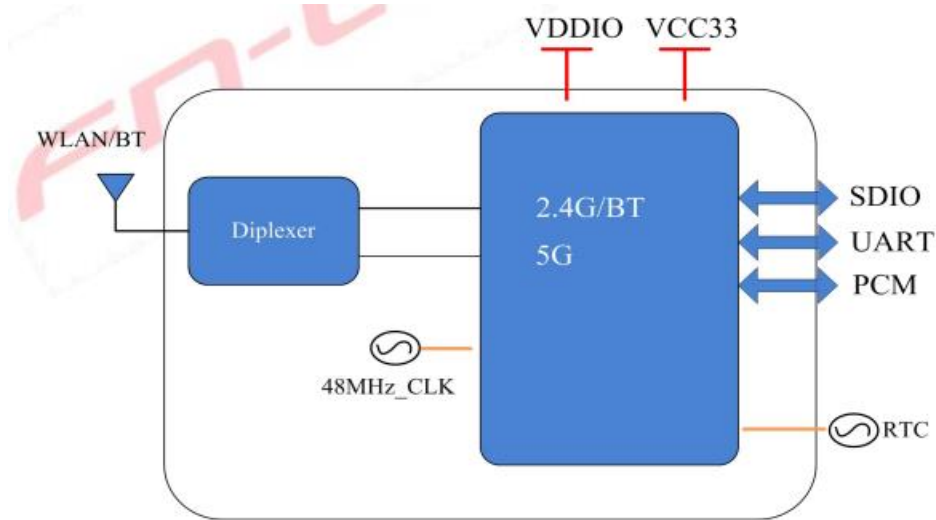 VDDIO VCC33
WLAN/BT
Diplexer
2.4G/BT
5G
SDIO
UART
PCM
48MHz_CLK
RTC